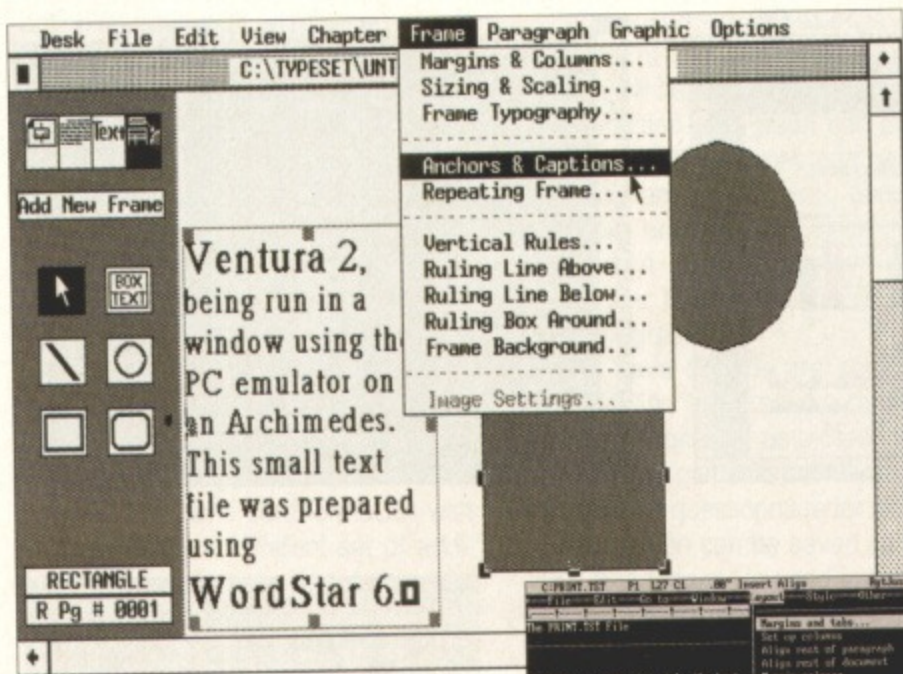 Desk File Edit View Chapter Frame Paragraph Graphic Options
C:\TYPESET\UNT
Margins & Columns...
Sizing & Scaling...
Frame Typography...
Anchors & Captions...
Repeating Frame...
Vertical Rules...
Ruling Line Above...
Ruling Line Below...
Ruling Box Around...
Frame Background...
Image Settings...
Text
Add New Frame
BOX
TEXT
RECTANGLE
R Pg # 0001
Ventura 2,
being run in a
window using th
PC emulator on
an Archimedes.
This small text
file was prepared
using
WordStar 6.
C:PRINT.TST P1 L27 C1 .00" Insert Align
File Edit Go to Window Layout Style Other
The PRINT.TST File
Margins and tabs...
Set up columns
Align rest of paragraph
Align rest of document